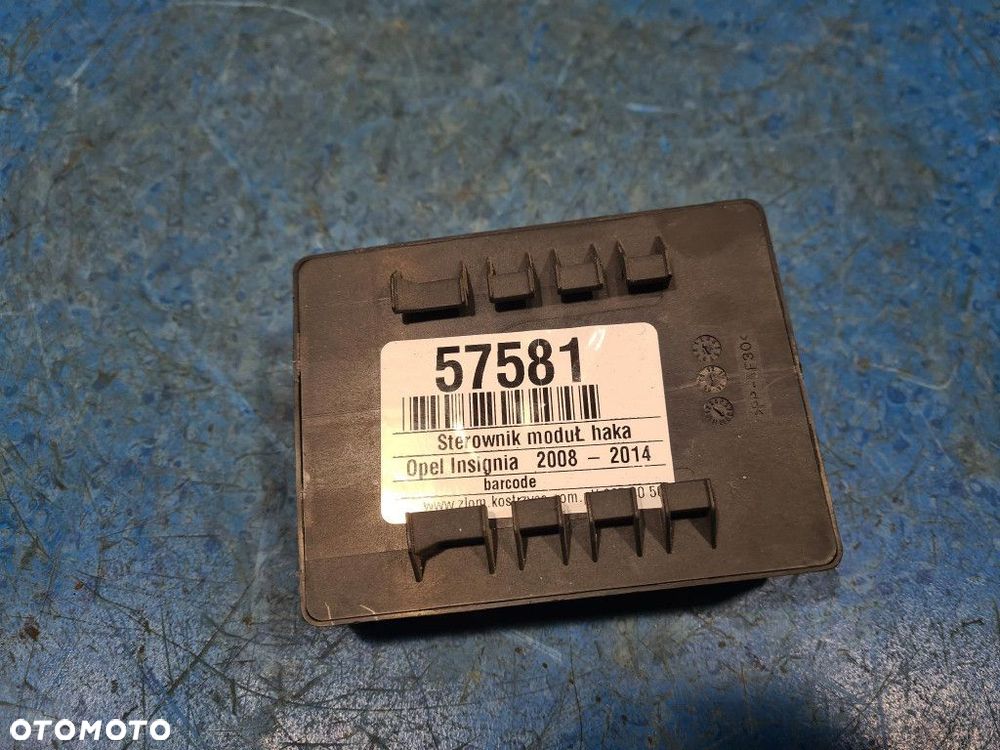 57581
Sterownik moduŁ haka
Opel Insignia 2008 – 2014
barcode
OTOMOTO